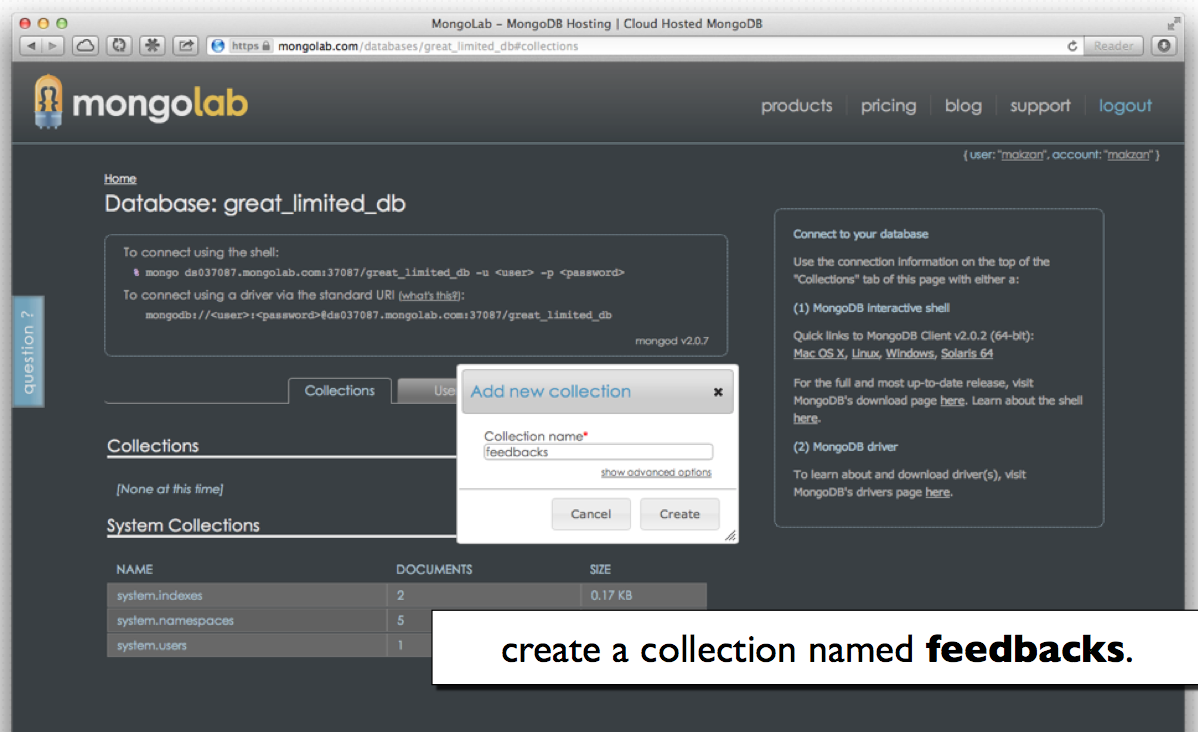 MongoLab – MongoDB Hosting | Cloud Hosted MongoDB
https mongolab.com/databases/great_limited_db#collections
Reader
mongolab
products pricing blog support logout
{ user: "makzan", account: "makzan" }
Home
Database: great_limited_db
To connect using the shell:
% mongo ds037087.mongolab.com:37087/great_limited_db -u <user> -p <password>
To connect using a driver via the standard URI (what's this?):
mongodb://<user>:<password>@ds037087.mongolab.com:37087/great_limited_db
mongod v2.0.7
question ?
Collections
Use
Collections
[None at this time]
System Collections
NAME DOCUMENTS SIZE
system.indexes 2 0.17 KB
system.namespaces 5
system.users 1
Add new collection
Collection name*
feedbacks
show advanced options
Cancel Create
Connect to your database
Use the connection information on the top of the
"Collections" tab of this page with either a:
(1) MongoDB interactive shell
Quick links to MongoDB Client v2.0.2 (64-bit):
Mac OS X, Linux, Windows, Solaris 64
For the full and most up-to-date release, visit
MongoDB's download page here. Learn about the shell
here.
(2) MongoDB driver
To learn about and download driver(s), visit
MongoDB's drivers page here.
create a collection named feedbacks.